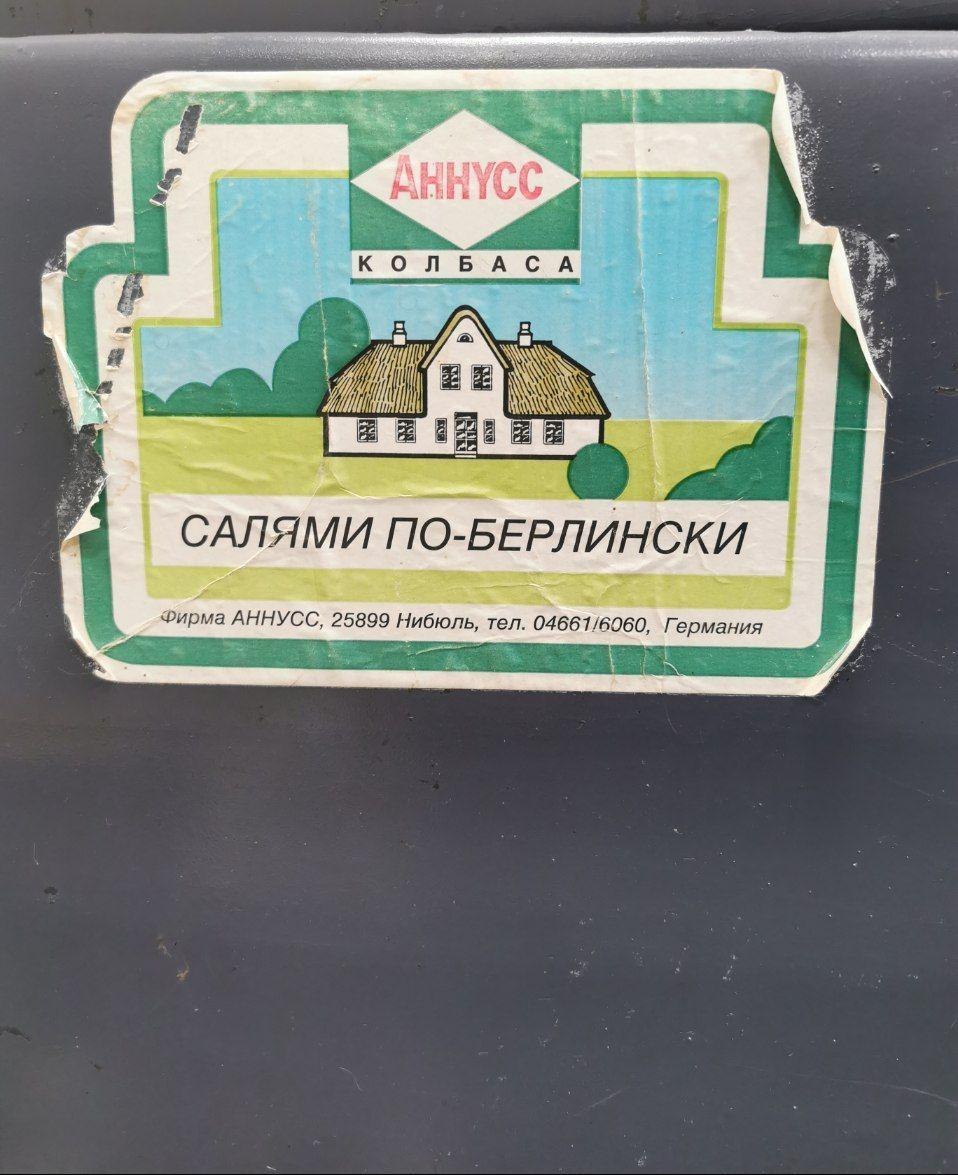 АННУСС
КОЛБАСА
САЛЯМИ ПО-БЕРЛИНСКИ
Фирма АННУСС, 25899 Нибюль, тел. 04661/6060, Германия